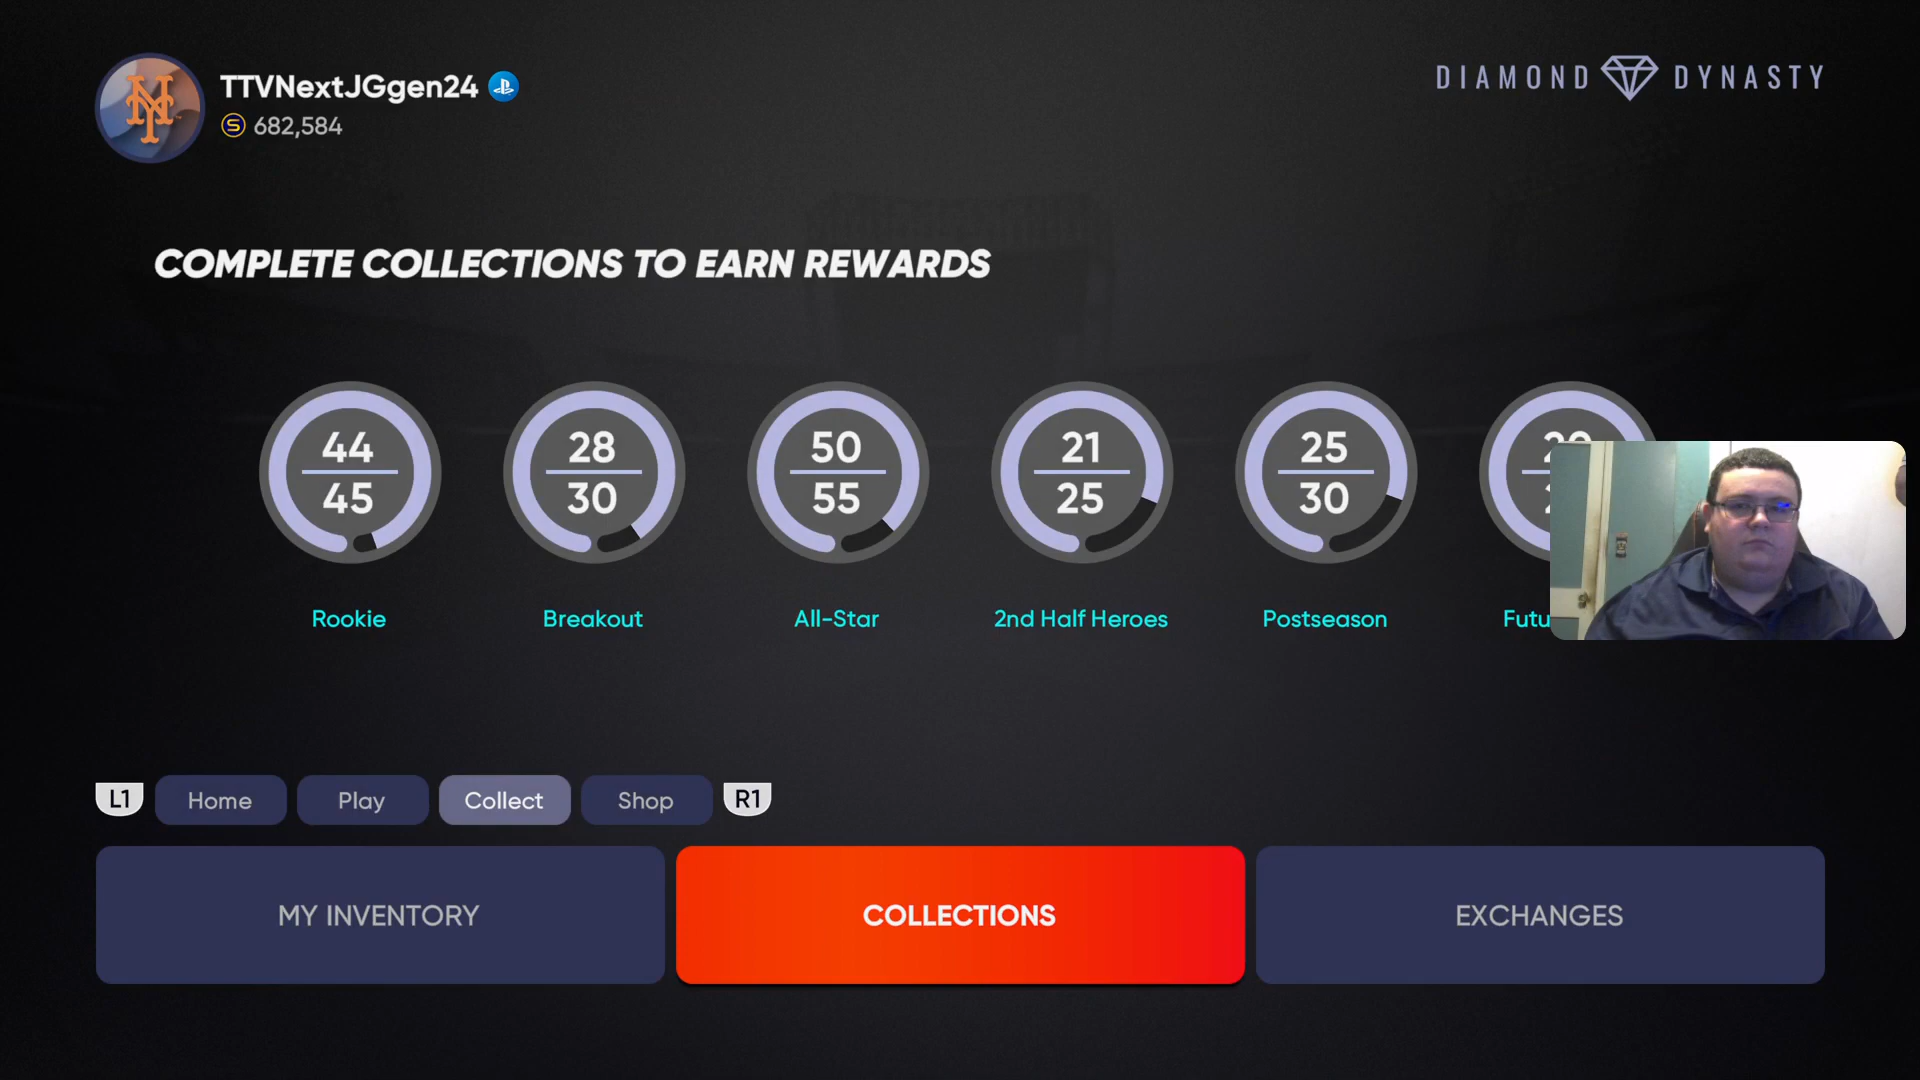 TTVNextJGgen24
682,584
DIAMOND DYNASTY
COMPLETE COLLECTIONS TO EARN REWARDS
44
45
28
30
50
55
21
25
25
30
Rookie
Breakout
All-Star
2nd Half Heroes
Postseason
L1
Home
Play
Collect
Shop
R1
MY INVENTORY
COLLECTIONS
EXCHANGES